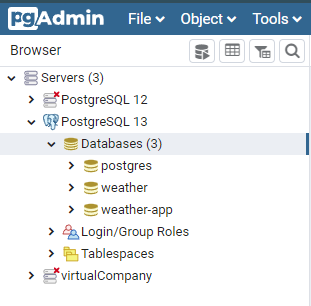 pgAdmin File Object Tools
Browser
Servers (3)
PostgreSQL 12
PostgreSQL 13
Databases (3)
postgres
weather
weather-app
Login/Group Roles
Tablespaces
virtualCompany